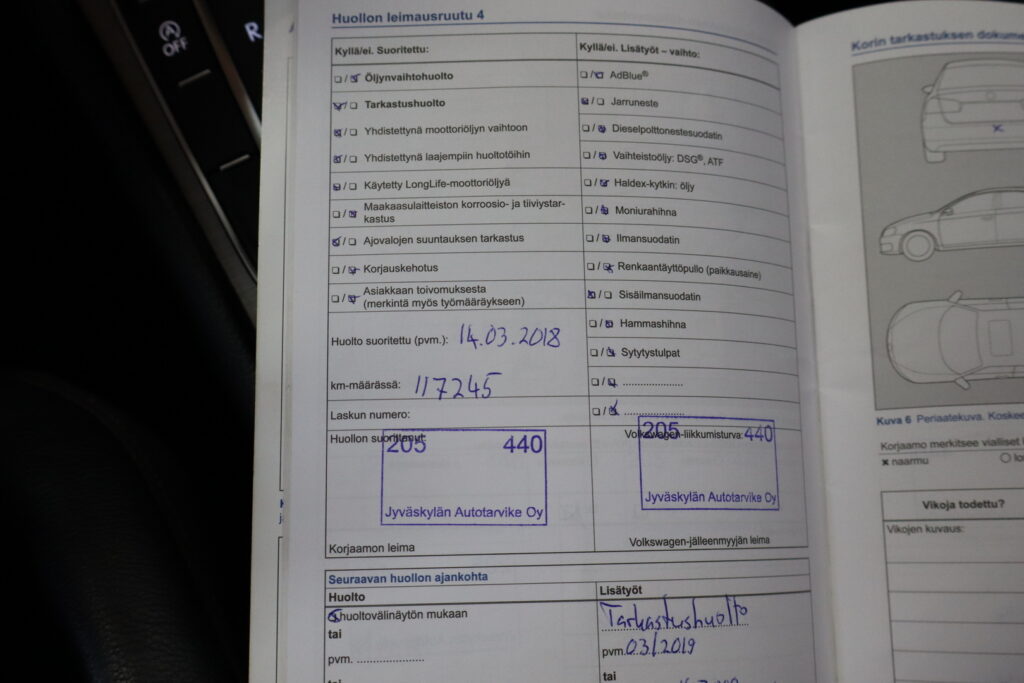 OFF
R
Huollon leimausruutu 4
Kyllä/ei. Suoritettu:
Öljynvaihtohuolto
Tarkastushuolto
Yhdistettynä moottoriöljyn vaihtoon
Yhdistettynä laajempiin huoltotöihin
Käytetty LongLife-moottoriöljyä
Maakaasulaitteiston korroosio- ja tiiviystar-
kastus
Ajovalojen suuntauksen tarkastus
Korjauskehotus
Asiakkaan toivomuksesta
(merkintä myös työmääräykseen)
Huolto suoritettu (pvm.): 14.03.2018
km-määrässä: 117245
Laskun numero:
Huollon suorittanut:
205 440
Jyväskylän Autotarvike Oy
Korjaamon leima
Kyllä/ei. Lisätyöt – vaihto:
AdBlue®
Jarruneste
Dieselpolttonestesuodatin
Vaihteistoöljy: DSG®, ATF
Haldex-kytkin: öljy
Moniurahihna
Ilmansuodatin
Renkaantäyttöpullo (paikkausaine)
Sisäilmansuodatin
Hammashihna
Sytytystulpat
Volkswagen-liikkumisturva:
205 440
Jyväskylän Autotarvike Oy
Volkswagen-jälleenmyyjän leima
Seuraavan huollon ajankohta
Huolto
huoltovälinäytön mukaan
tai
pvm.
Lisätyöt
Tarkastushuolto
pvm. 03/2019
tai
Korin tarkastuksen
Kuva 6 Periaatekuva.
Korjaamo merkitsee vialliset
naarmu
Vikoja todettu?
Vikojen kuvaus: